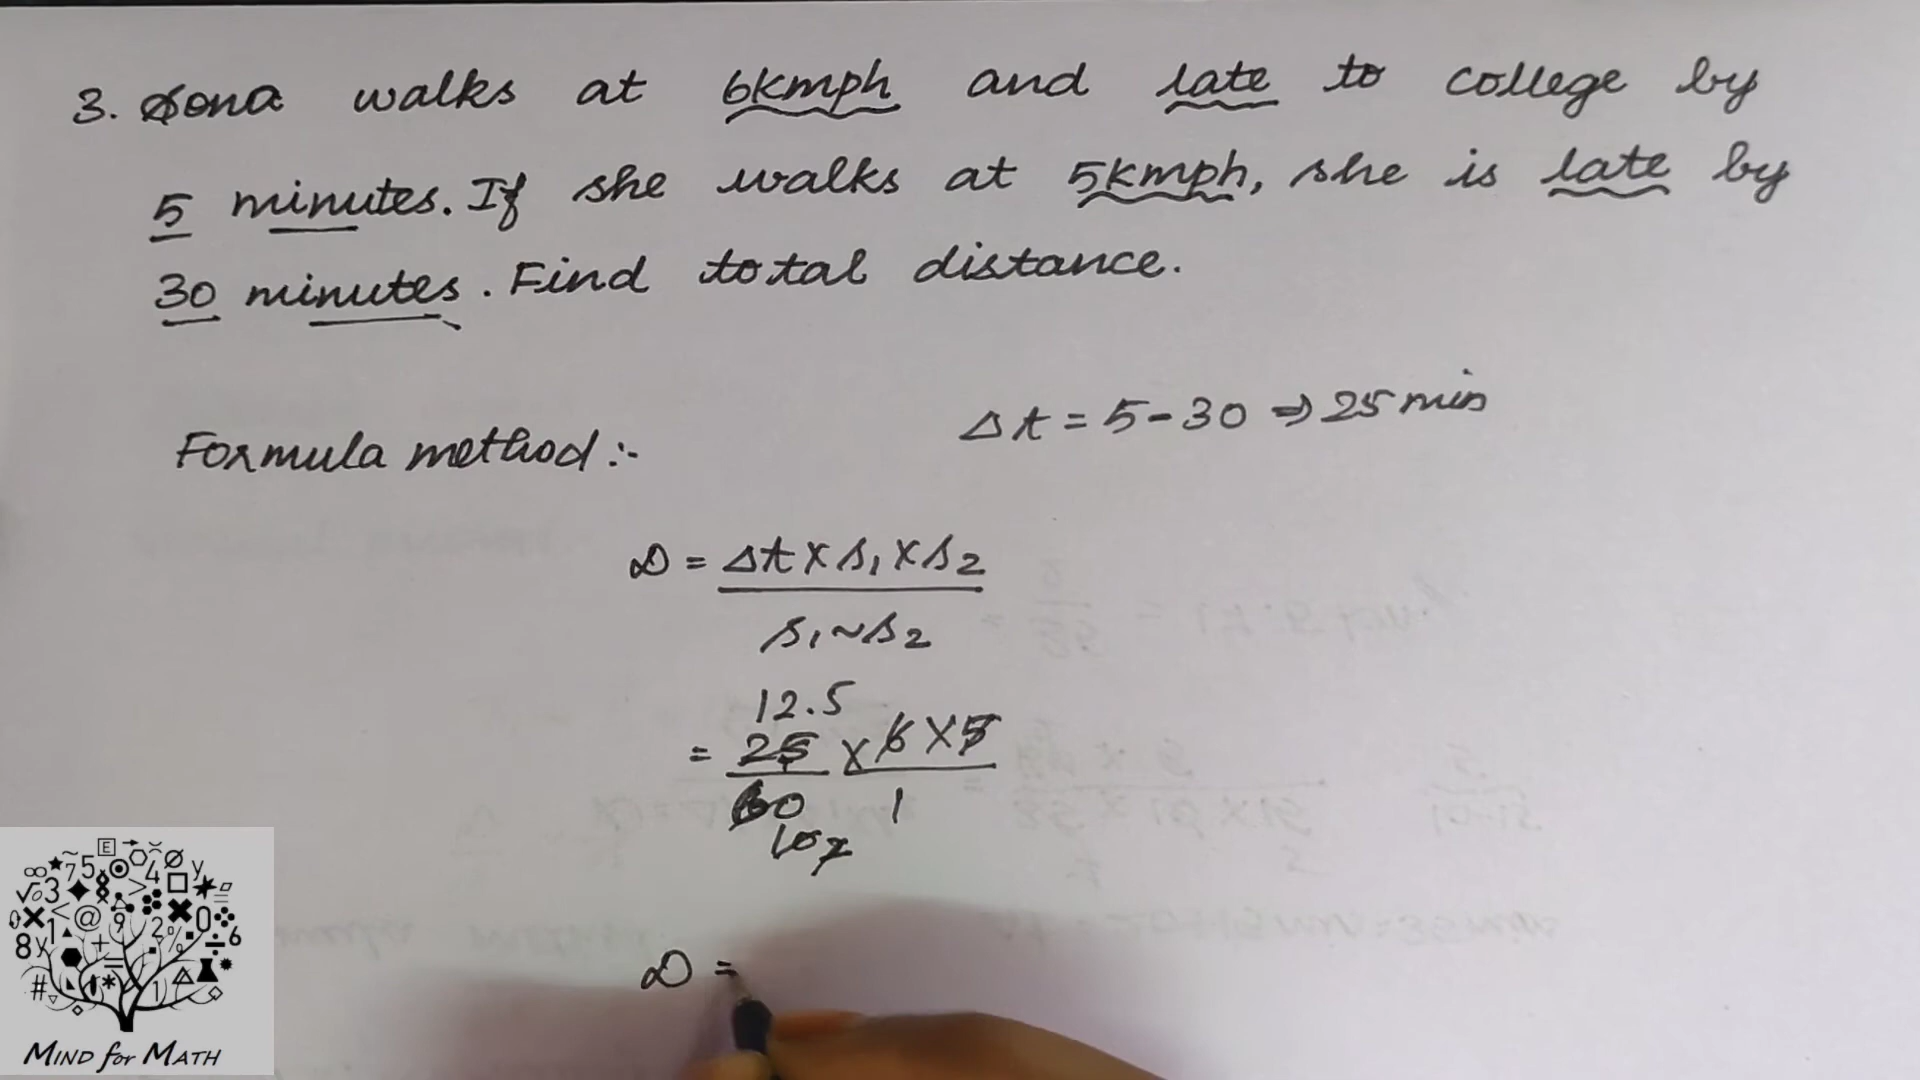 3. Sona walks at 6kmph and late to college by
5 minutes. If she walks at 5kmph, she is late by
30 minutes. Find total distance.
Δt = 5-30 ⇒ 25 min
Formula method :-
D = Δt × s₁ × s₂
s₁ ~ s₂
12.5
= 25 × 6 × 5
60 1
10 2
D =
MIND for MATH